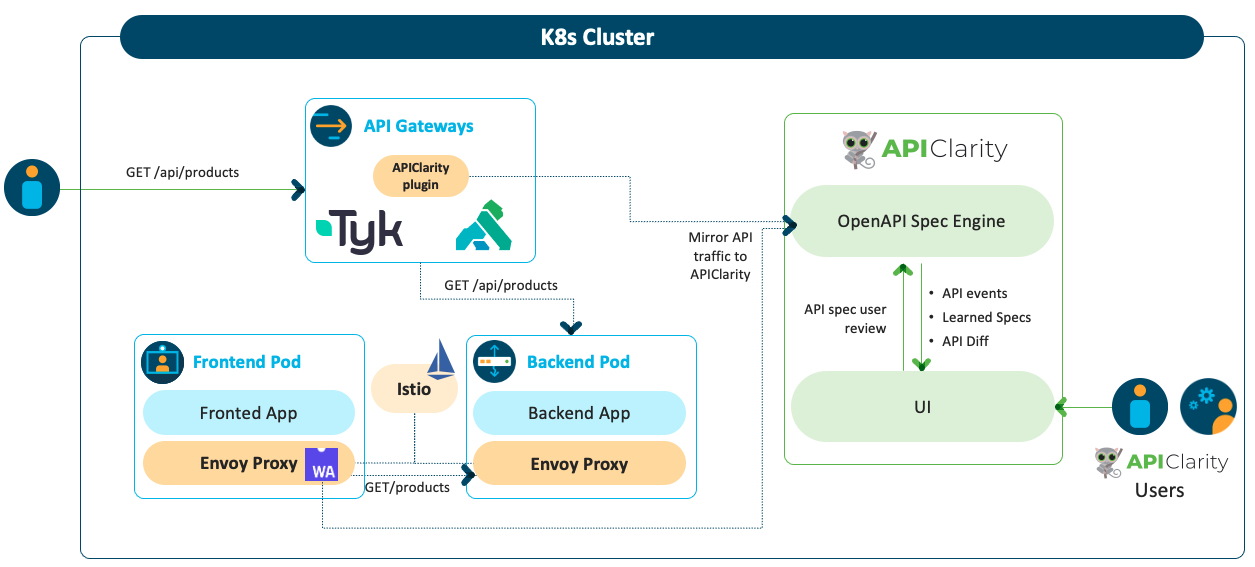 K8s Cluster
API Gateways
APIClarity
plugin
Tyk
GET /api/products
GET /api/products
Mirror API
traffic to
APIClarity
APIClarity
OpenAPI Spec Engine
API spec user
review
• API events
• Learned Specs
• API Diff
UI
Frontend Pod
Fronted App
Envoy Proxy
WA
Istio
Backend Pod
Backend App
Envoy Proxy
GET/products
APIClarity
Users